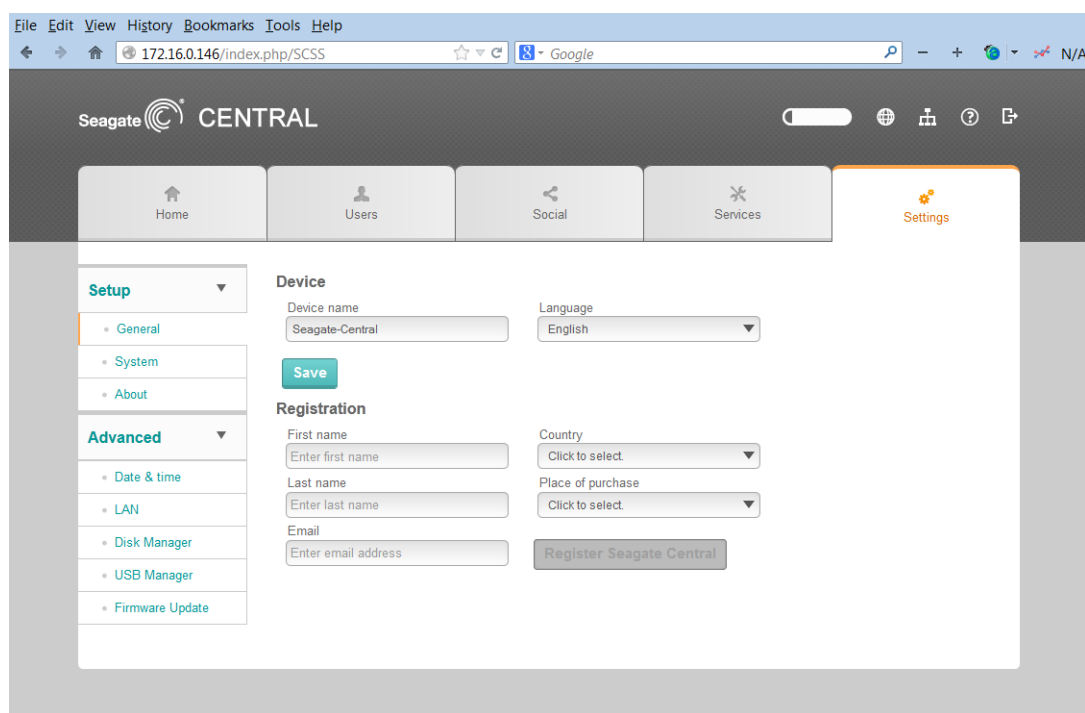 File Edit View History Bookmarks Tools Help
172.16.0.146/index.php/SCSS Google N/A
Seagate CENTRAL
Home Users Social Services Settings
Setup
General
System
About
Advanced
Date & time
LAN
Disk Manager
USB Manager
Firmware Update
Device
Device name Language
Seagate-Central English
Save
Registration
First name Country
Enter first name Click to select.
Last name Place of purchase
Enter last name Click to select.
Email
Enter email address Register Seagate Central